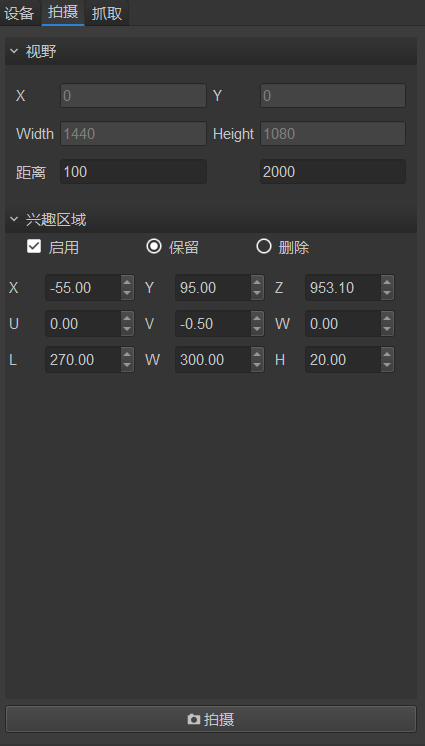 设备 拍摄 抓取
视野
X 0 Y 0
Width 1440 Height 1080
距离 100 2000
兴趣区域
启用 保留 删除
X -55.00 Y 95.00 Z 953.10
U 0.00 V -0.50 W 0.00
L 270.00 W 300.00 H 20.00
拍摄